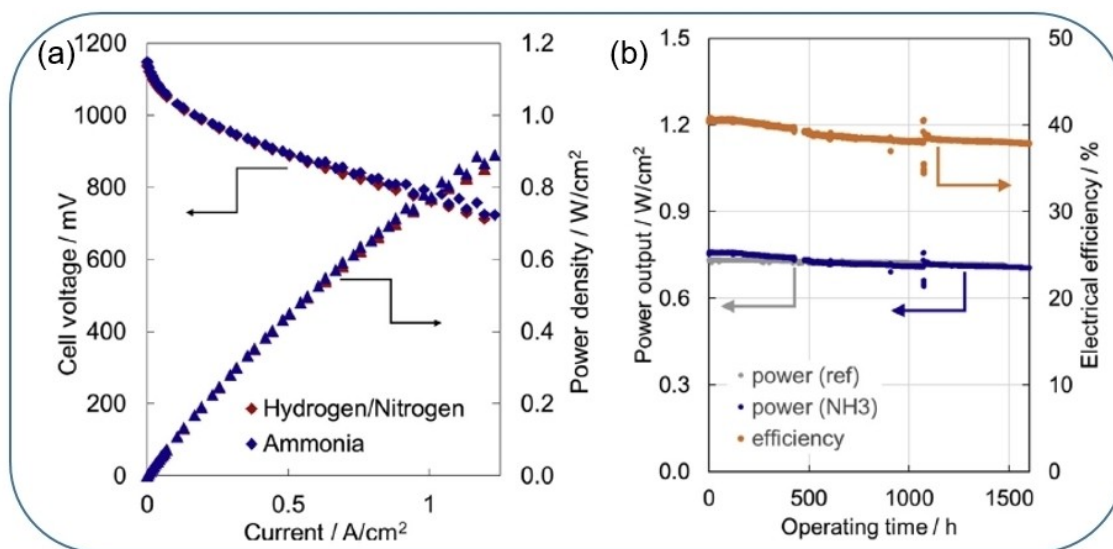 (a)
1200
1000
800
600
400
200
0
Cell voltage / mV
1.2
1.0
0.8
0.6
0.4
0.2
0.0
Power density / W/cm²
Hydrogen/Nitrogen
Ammonia
0
0.5
1
Current / A/cm²
(b)
1.5
1.2
0.9
0.6
0.3
0.0
Power output / W/cm²
50
40
30
20
10
0
Electrical efficiency / %
power (ref)
power (NH3)
efficiency
0
500
1000
1500
Operating time / h